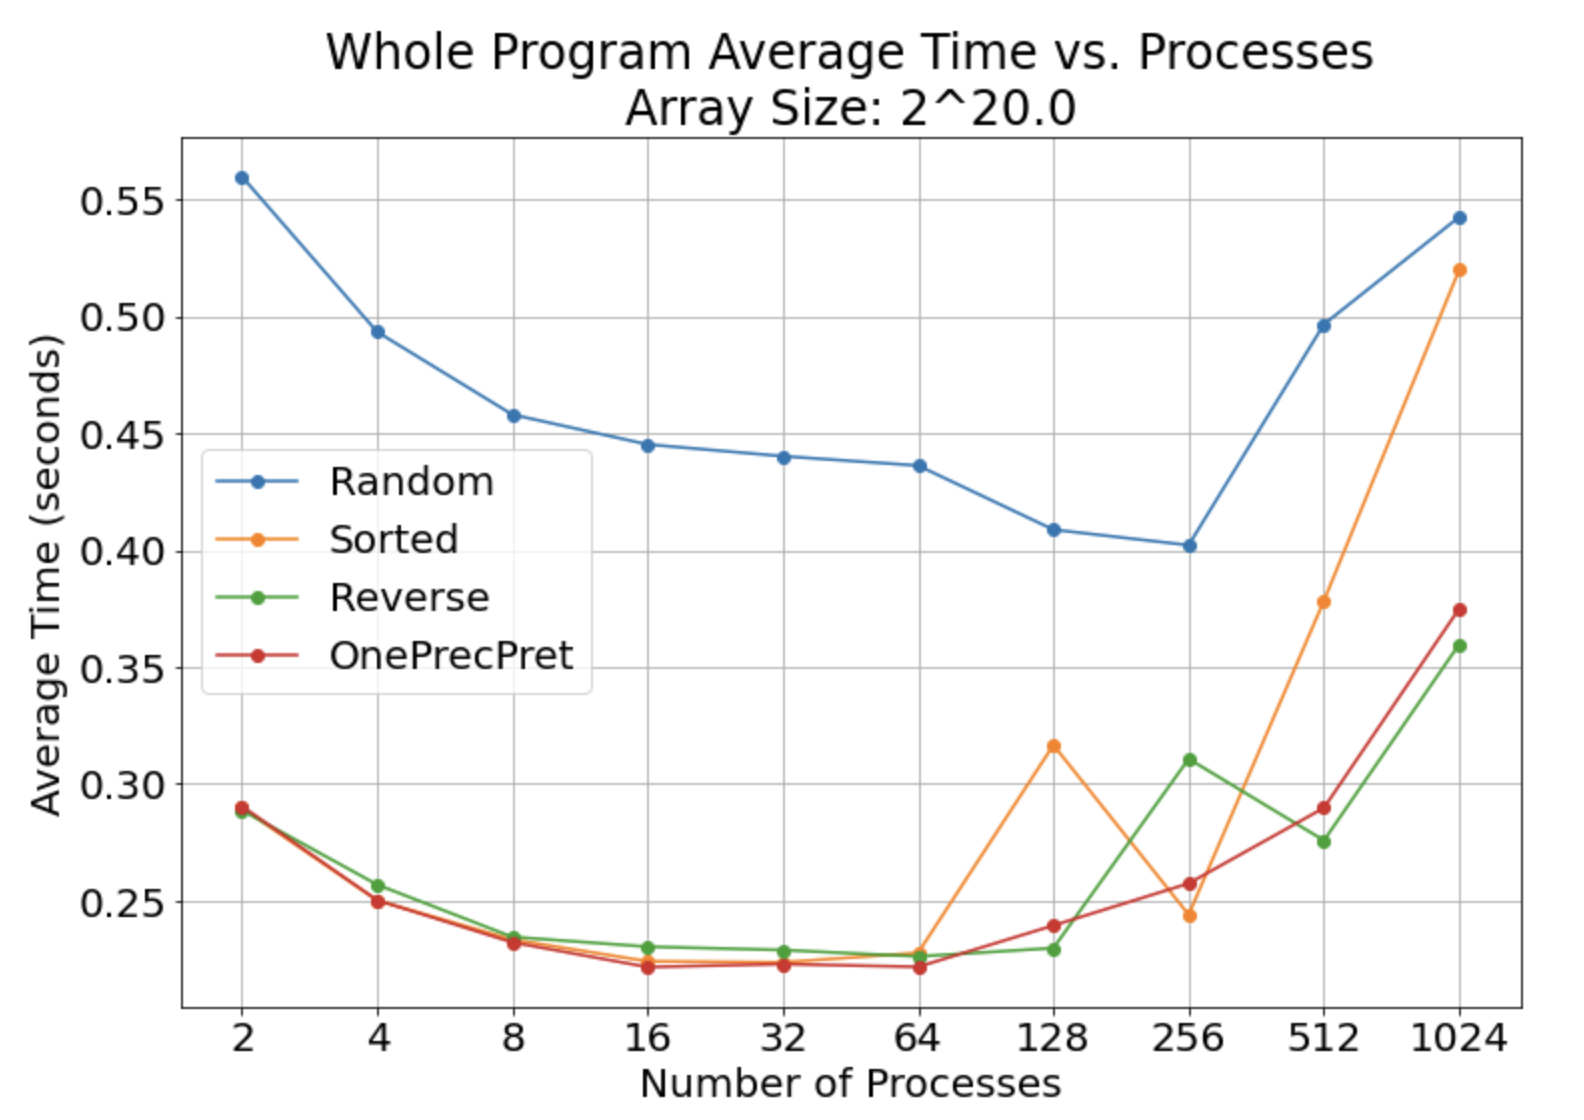 Whole Program Average Time vs. Processes
Array Size: 2^20.0
Average Time (seconds)
0.55
0.50
0.45
0.40
0.35
0.30
0.25
Random
Sorted
Reverse
OnePrecPret
2 4 8 16 32 64 128 256 512 1024
Number of Processes